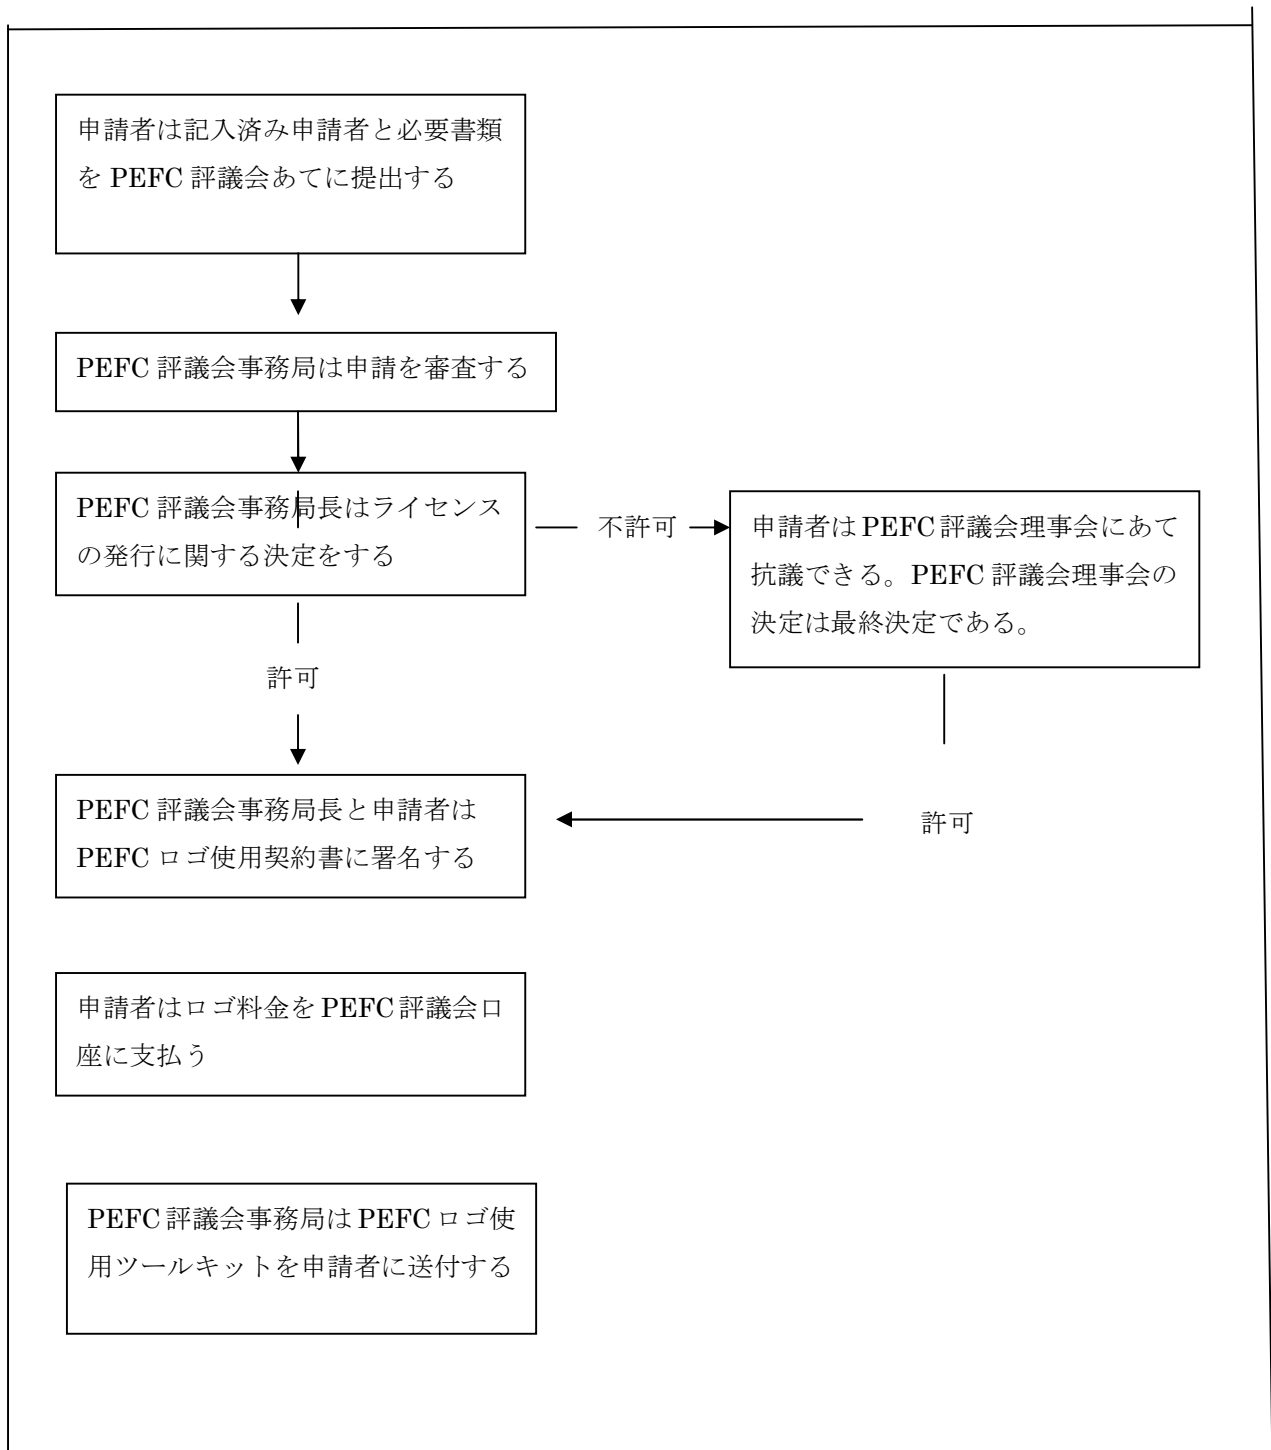 申請者は記入済み申請者と必要書類
を PEFC 評議会あてに提出する
PEFC 評議会事務局は申請を審査する
PEFC 評議会事務局長はライセンス
の発行に関する決定をする
不許可
申請者は PEFC 評議会理事会にあて
抗議できる。PEFC 評議会理事会の
決定は最終決定である。
許可
PEFC 評議会事務局長と申請者は
PEFC ロゴ使用契約書に署名する
許可
申請者はロゴ料金を PEFC 評議会口
座に支払う
PEFC 評議会事務局は PEFC ロゴ使
用ツールキットを申請者に送付する